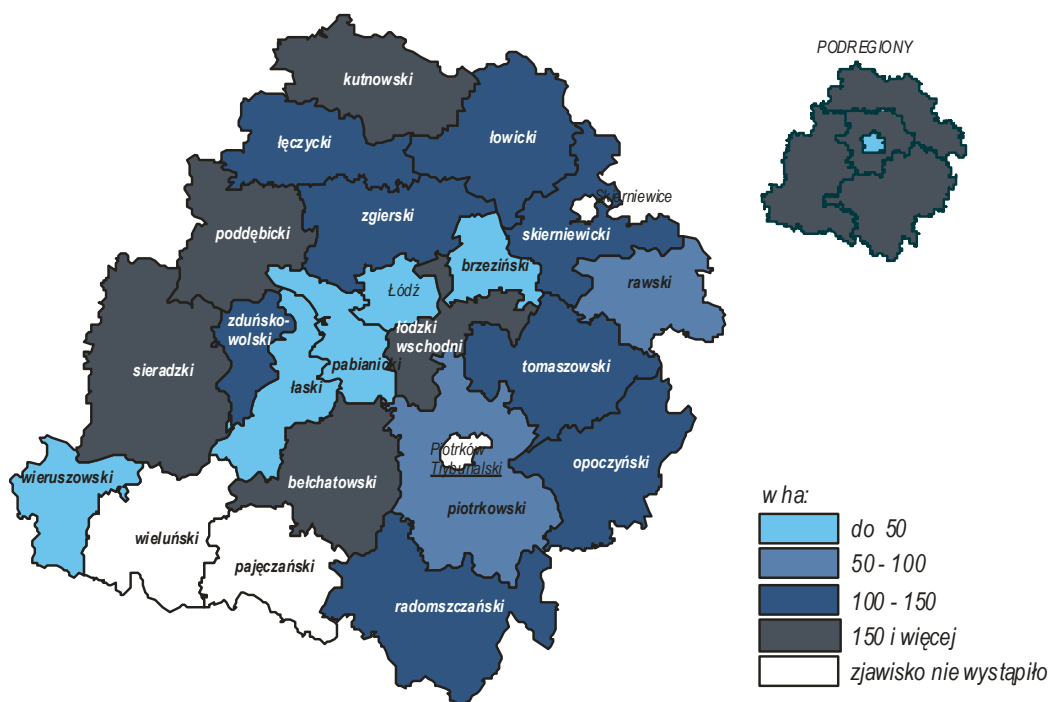 PODREGIONY
kutnowski
łęczycki
łowicki
Skierniewice
zgierski
skierniewicki
poddębicki
brzeziński
rawski
Łódź
zduńsko-
wolski
łódzki
wschodni
pabianicki
tomaszowski
sieradzki
łaski
Piotrków
Trybunalski
opoczyński
wieruszowski
bełchatowski
piotrkowski
wieluński
pajęczański
radomszczański
w ha:
do 50
50 - 100
100 - 150
150 i więcej
zjawisko nie wystąpiło